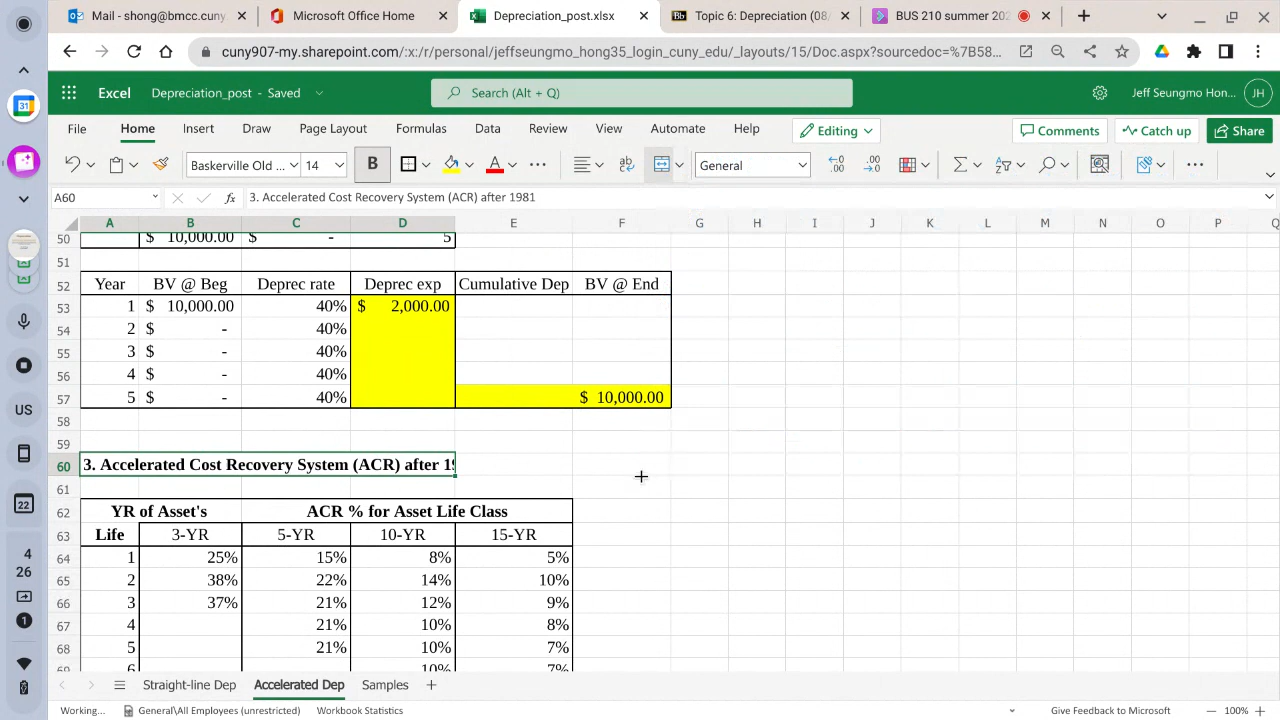 Mail - shong@bmcc.cuny Microsoft Office Home Depreciation_post.xlsx Topic 6: Depreciation (08/ BUS 210 summer 202
cuny907-my.sharepoint.com/:x:/r/personal/jeffseungmo_hong35_login_cuny_edu/_layouts/15/Doc.aspx?sourcedoc=%7B58...
31 Excel Depreciation_post - Saved Search (Alt + Q) Jeff Seungmo Hon... JH
File Home Insert Draw Page Layout Formulas Data Review View Automate Help Editing Comments Catch up Share
Baskerville Old ... 14 B A General
A60 fx 3. Accelerated Cost Recovery System (ACR) after 1981
A B C D E F G H I J K L M N O P Q
50 $ 10,000.00 $ - 5
51
52 Year BV @ Beg Deprec rate Deprec exp Cumulative Dep BV @ End
53 1 $ 10,000.00 40% $ 2,000.00
54 2 $ - 40%
55 3 $ - 40%
56 4 $ - 40%
57 5 $ - 40% $ 10,000.00
58
59
60 3. Accelerated Cost Recovery System (ACR) after 19
61
62 YR of Asset's ACR % for Asset Life Class
63 Life 3-YR 5-YR 10-YR 15-YR
64 1 25% 15% 8% 5%
65 2 38% 22% 14% 10%
66 3 37% 21% 12% 9%
67 4 21% 10% 8%
68 5 21% 10% 7%
69 6 10% 7%
US
22
4
26
1
Straight-line Dep Accelerated Dep Samples
Working... General\All Employees (unrestricted) Workbook Statistics Give Feedback to Microsoft 100%